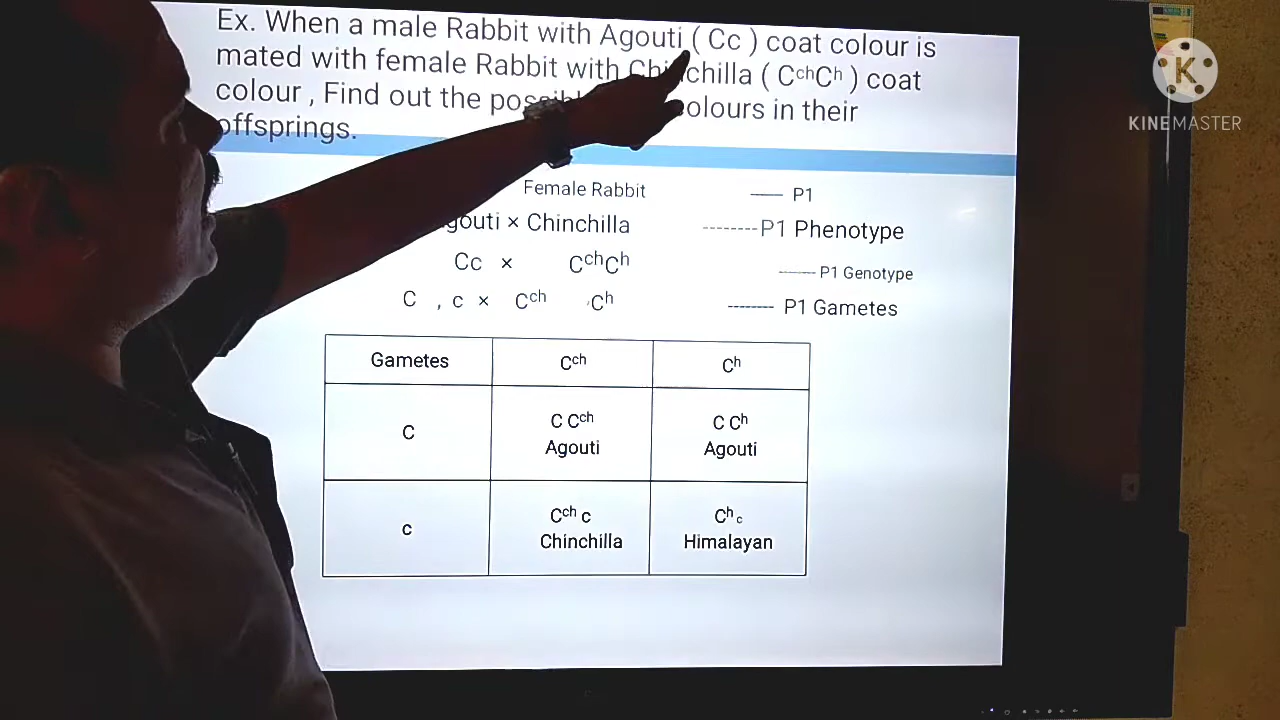 Ex. When a male Rabbit with Agouti ( Cc ) coat colour is
mated with female Rabbit with Chinchilla ( CᶜʰCʰ ) coat
colour , Find out the colours in their
offsprings.
KINEMASTER
Female Rabbit —— P1
Agouti × Chinchilla --------P1 Phenotype
Cc × CᶜʰCʰ ——P1 Genotype
C , c × Cᶜʰ , Cʰ ------- P1 Gametes
Gametes Cᶜʰ Cʰ
C C Cᶜʰ C Cʰ
Agouti Agouti
c Cᶜʰ c Cʰ c
Chinchilla Himalayan